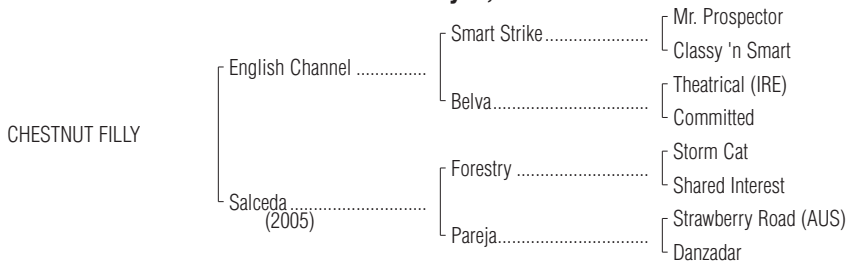 Mr. Prospector
Smart Strike
Classy 'n Smart
English Channel
Theatrical (IRE)
Belva
Committed
CHESTNUT FILLY
Storm Cat
Forestry
Shared Interest
Salceda
(2005)
Strawberry Road (AUS)
Pareja
Danzadar